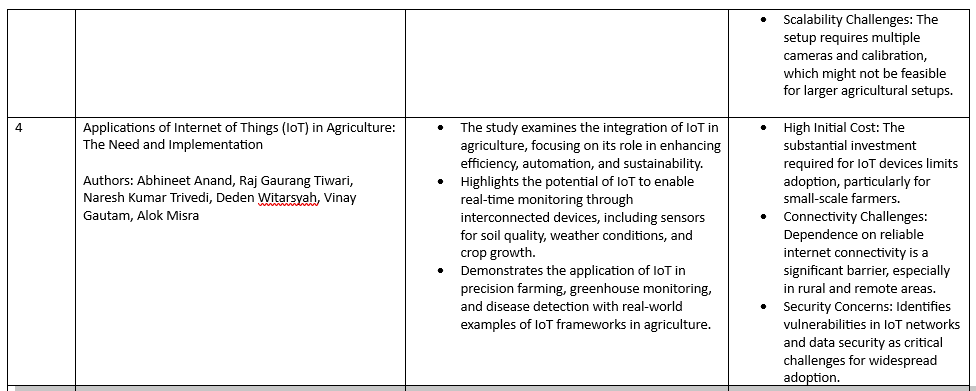 Scalability Challenges: The
setup requires multiple
cameras and calibration,
which might not be feasible
for larger agricultural setups.
4
Applications of Internet of Things (IoT) in Agriculture:
The Need and Implementation
Authors: Abhineet Anand, Raj Gaurang Tiwari,
Naresh Kumar Trivedi, Deden Witarsyah, Vinay
Gautam, Alok Misra
The study examines the integration of IoT in
agriculture, focusing on its role in enhancing
efficiency, automation, and sustainability.
Highlights the potential of IoT to enable
real-time monitoring through
interconnected devices, including sensors
for soil quality, weather conditions, and
crop growth.
Demonstrates the application of IoT in
precision farming, greenhouse monitoring,
and disease detection with real-world
examples of IoT frameworks in agriculture.
High Initial Cost: The
substantial investment
required for IoT devices limits
adoption, particularly for
small-scale farmers.
Connectivity Challenges:
Dependence on reliable
internet connectivity is a
significant barrier, especially
in rural and remote areas.
Security Concerns: Identifies
vulnerabilities in IoT networks
and data security as critical
challenges for widespread
adoption.